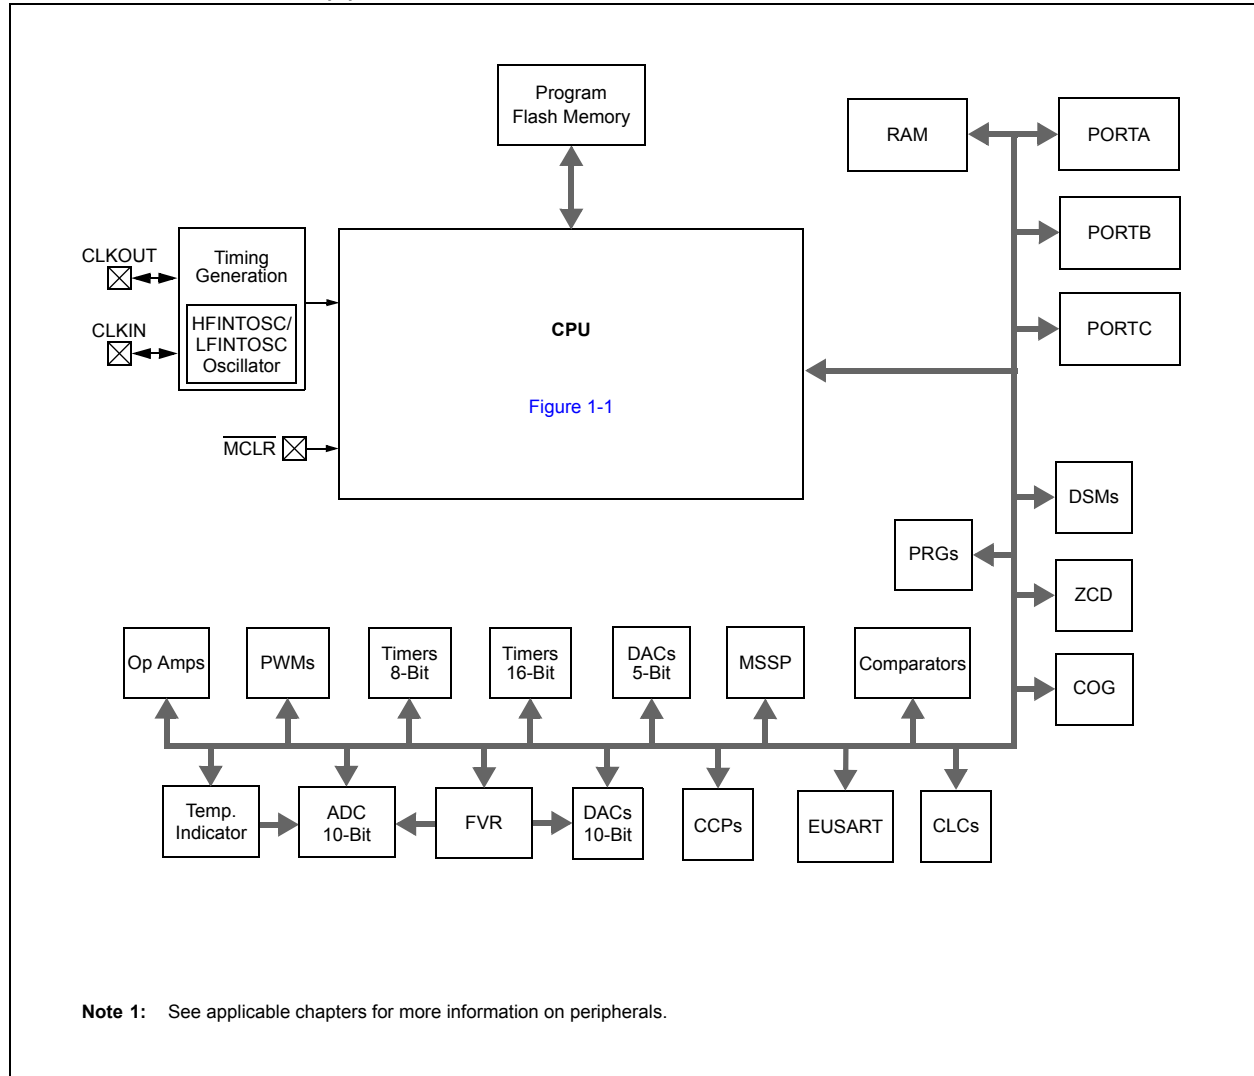 Program
Flash Memory
RAM
PORTA
PORTB
PORTC
CLKOUT
Timing
Generation
CLKIN
HFINTOSC/
LFINTOSC
Oscillator
CPU
Figure 1-1
MCLR
DSMs
PRGs
ZCD
COG
Op Amps
PWMs
Timers
8-Bit
Timers
16-Bit
DACs
5-Bit
MSSP
Comparators
Temp.
Indicator
ADC
10-Bit
FVR
DACs
10-Bit
CCPs
EUSART
CLCs
Note 1: See applicable chapters for more information on peripherals.